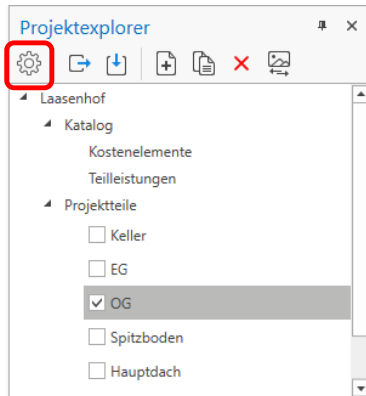 Projektexplorer
Laasenhof
Katalog
Kostenelemente
Teilleistungen
Projektteile
Keller
EG
OG
Spitzboden
Hauptdach